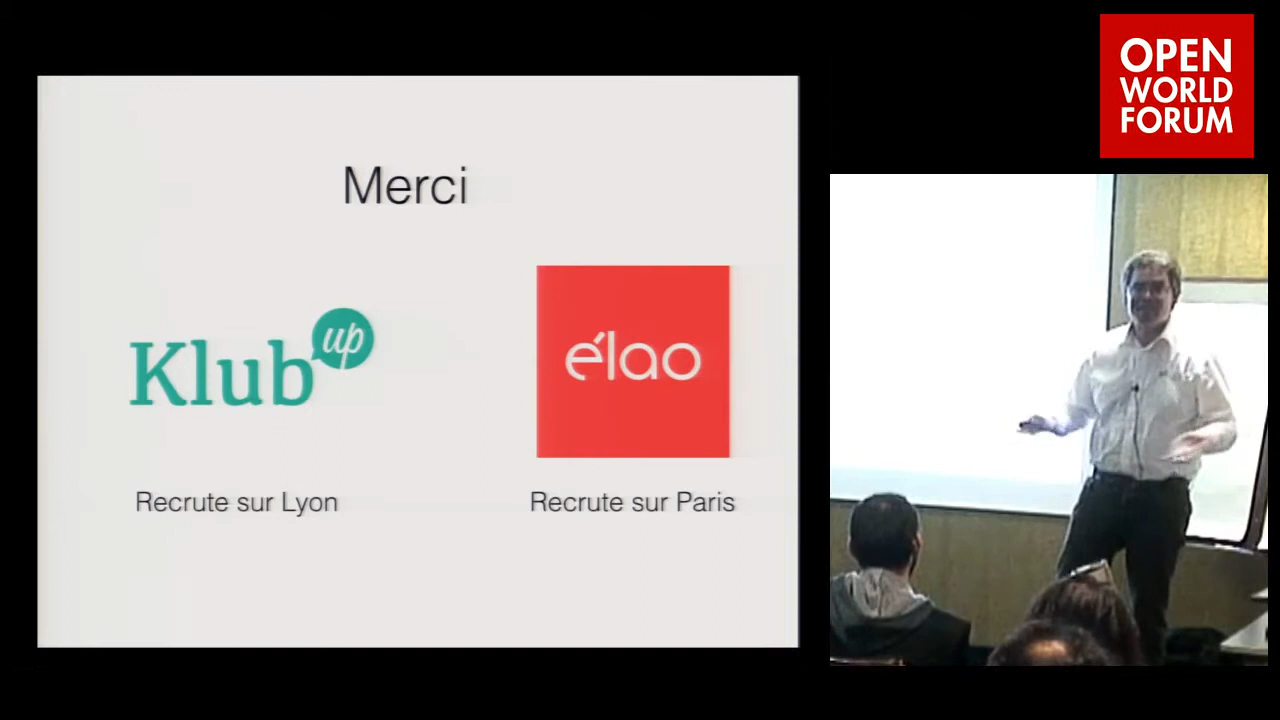 OPEN
WORLD
FORUM
Merci
Klub up
élao
Recrute sur Lyon
Recrute sur Paris